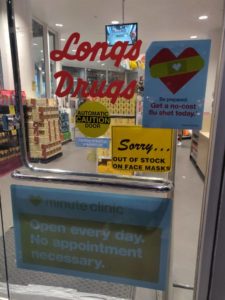 Longs
Drugs
Be prepared.
Get a no-cost
flu shot today.
AUTOMATIC
CAUTION
DOOR
Sorry...
OUT OF STOCK
ON FACE MASKS
minute clinic
Open every day.
No appointment
necessary.